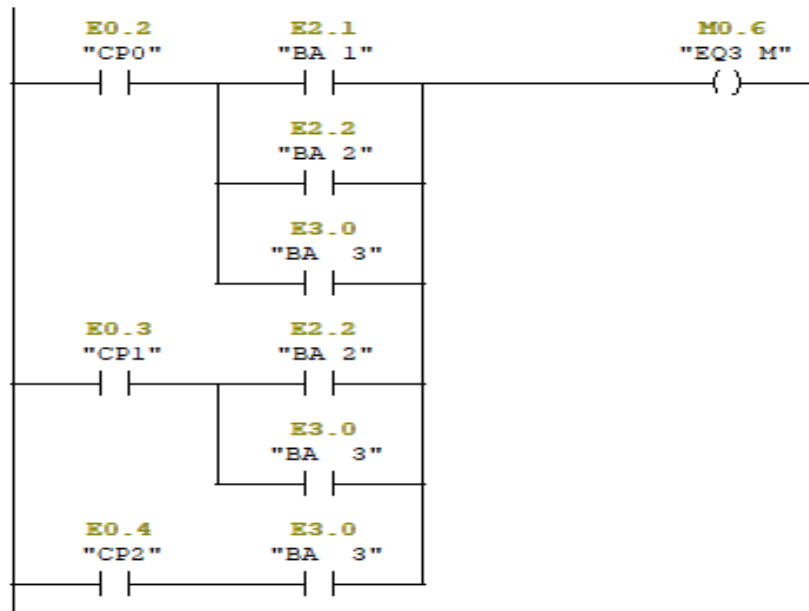 E0.2 E2.1 M0.6
"CP0" "BA 1" "EQ3 M"
E2.2
"BA 2"
E3.0
"BA  3"
E0.3 E2.2
"CP1" "BA 2"
E3.0
"BA  3"
E0.4 E3.0
"CP2" "BA  3"